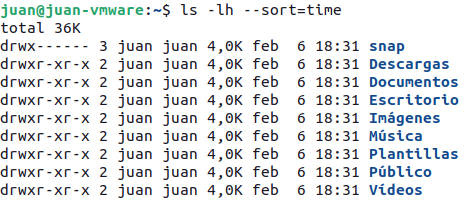 juan@juan-vmware:~$ ls -lh --sort=time
total 36K
drwx------ 3 juan juan 4,0K feb  6 18:31 snap
drwxr-xr-x 2 juan juan 4,0K feb  6 18:31 Descargas
drwxr-xr-x 2 juan juan 4,0K feb  6 18:31 Documentos
drwxr-xr-x 2 juan juan 4,0K feb  6 18:31 Escritorio
drwxr-xr-x 2 juan juan 4,0K feb  6 18:31 Imágenes
drwxr-xr-x 2 juan juan 4,0K feb  6 18:31 Música
drwxr-xr-x 2 juan juan 4,0K feb  6 18:31 Plantillas
drwxr-xr-x 2 juan juan 4,0K feb  6 18:31 Público
drwxr-xr-x 2 juan juan 4,0K feb  6 18:31 Vídeos